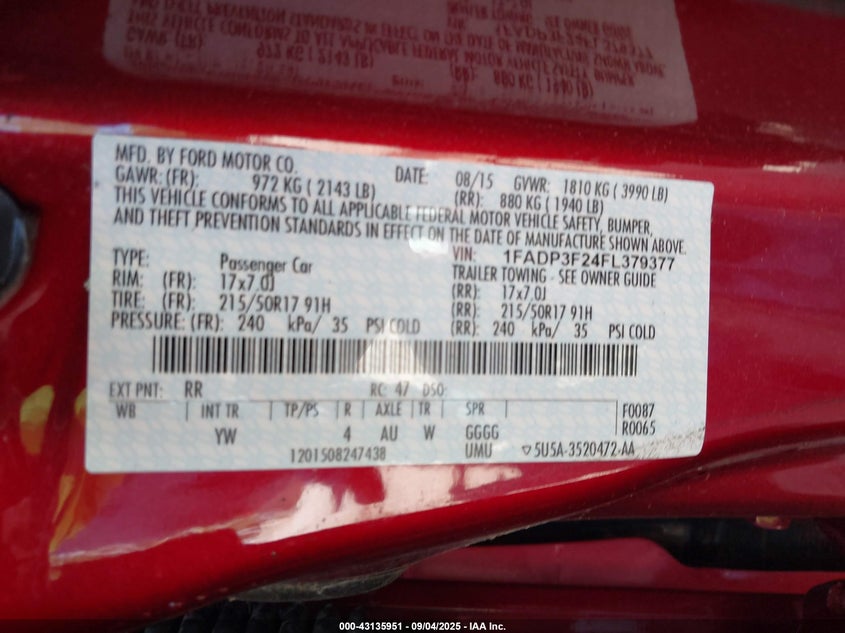 MFD. BY FORD MOTOR CO.
DATE: 08/15 GVWR: 1810 KG ( 3990 LB)
GAWR: (FR): 972 KG ( 2143 LB) (RR): 880 KG ( 1940 LB)
THIS VEHICLE CONFORMS TO ALL APPLICABLE FEDERAL MOTOR VEHICLE SAFETY, BUMPER,
AND THEFT PREVENTION STANDARDS IN EFFECT ON THE DATE OF MANUFACTURE SHOWN ABOVE.
VIN: 1FADP3F24FL379377
TYPE: Passenger Car TRAILER TOWING - SEE OWNER GUIDE
RIM: (FR): 17x7.0J (RR): 17x7.0J
TIRE: (FR): 215/50R17 91H (RR): 215/50R17 91H
PRESSURE: (FR): 240 kPa/ 35 PSI COLD (RR): 240 kPa/ 35 PSI COLD
EXT PNT: RR RC: 47 DSO:
WB INT TR TP/PS R AXLE TR SPR F0087
YW 4 AU W GGGG R0065
1201508247438 UMU ▽5U5A-3520472-AA
000-43135951 - 09/04/2025 - IAA Inc.